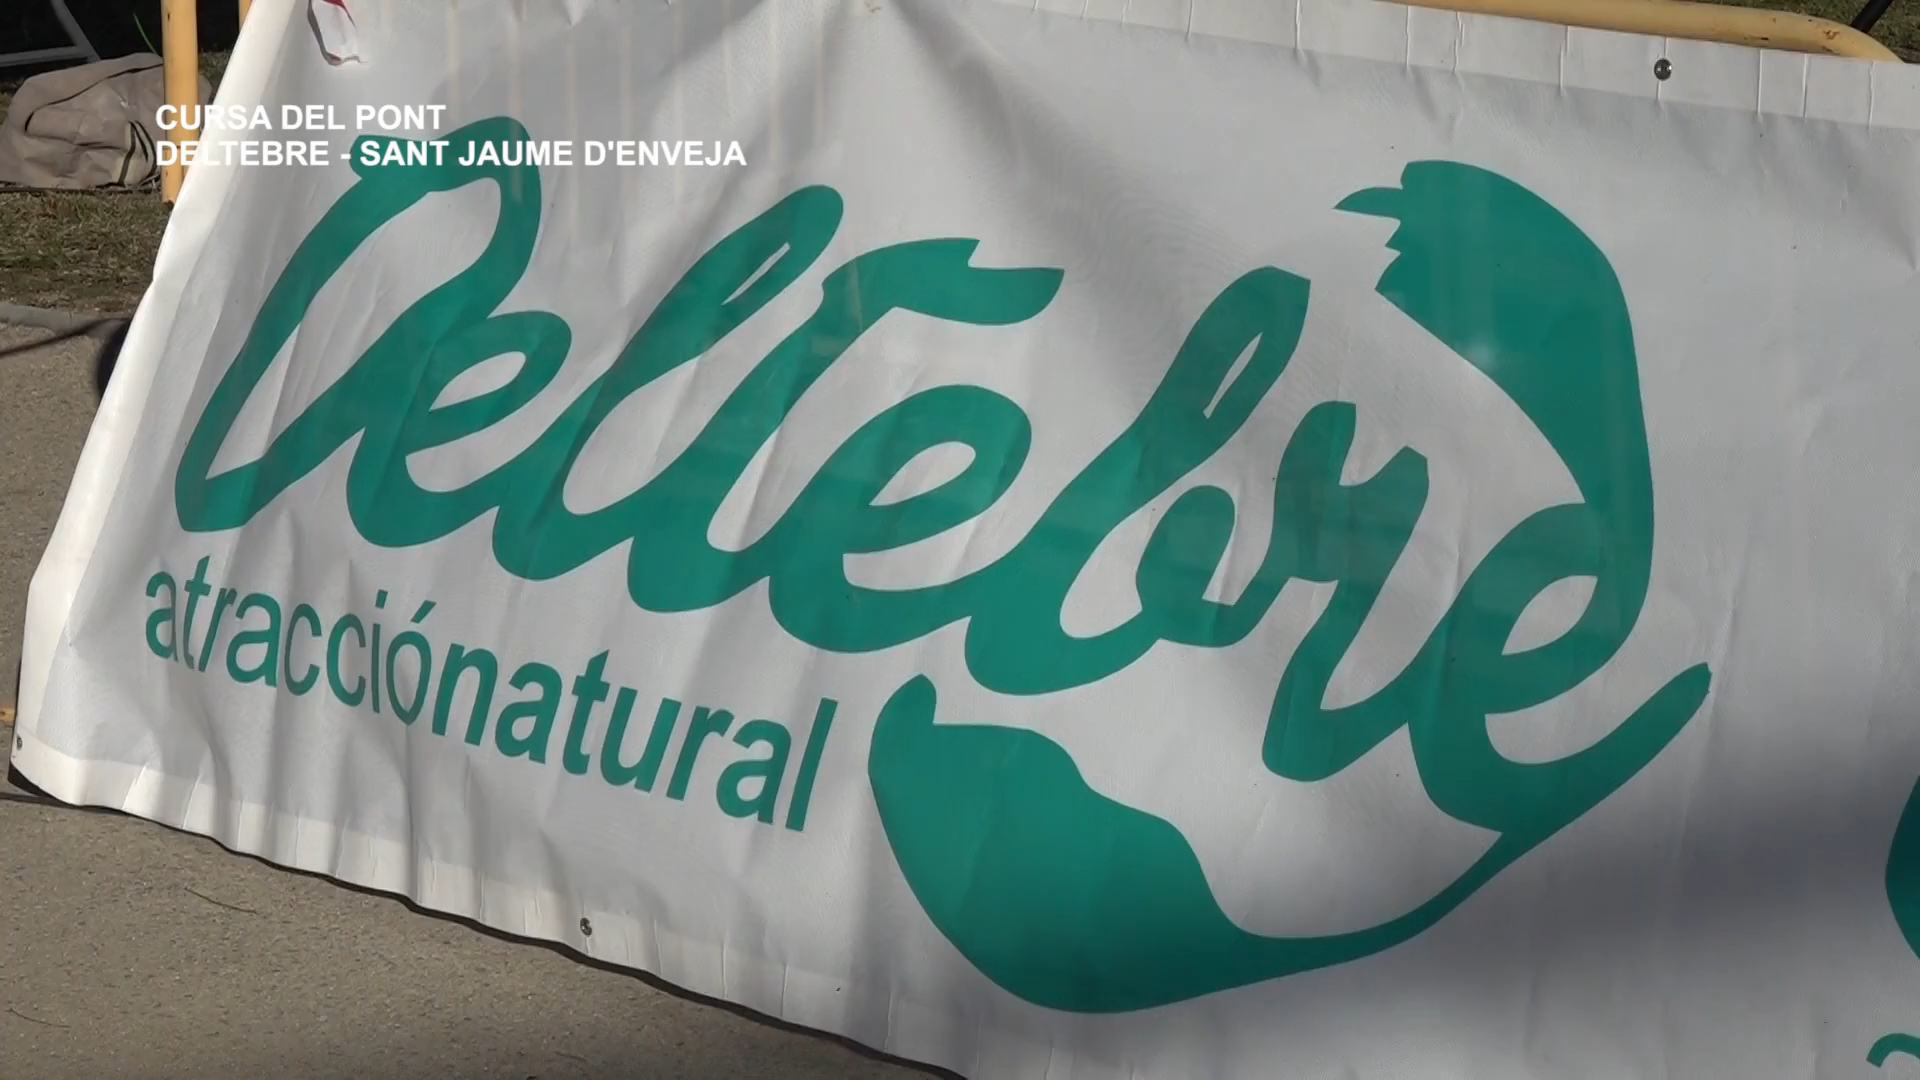 CURSA DEL PONT
DELTEBRE - SANT JAUME D'ENVEJA
Deltebre
atracciónatural